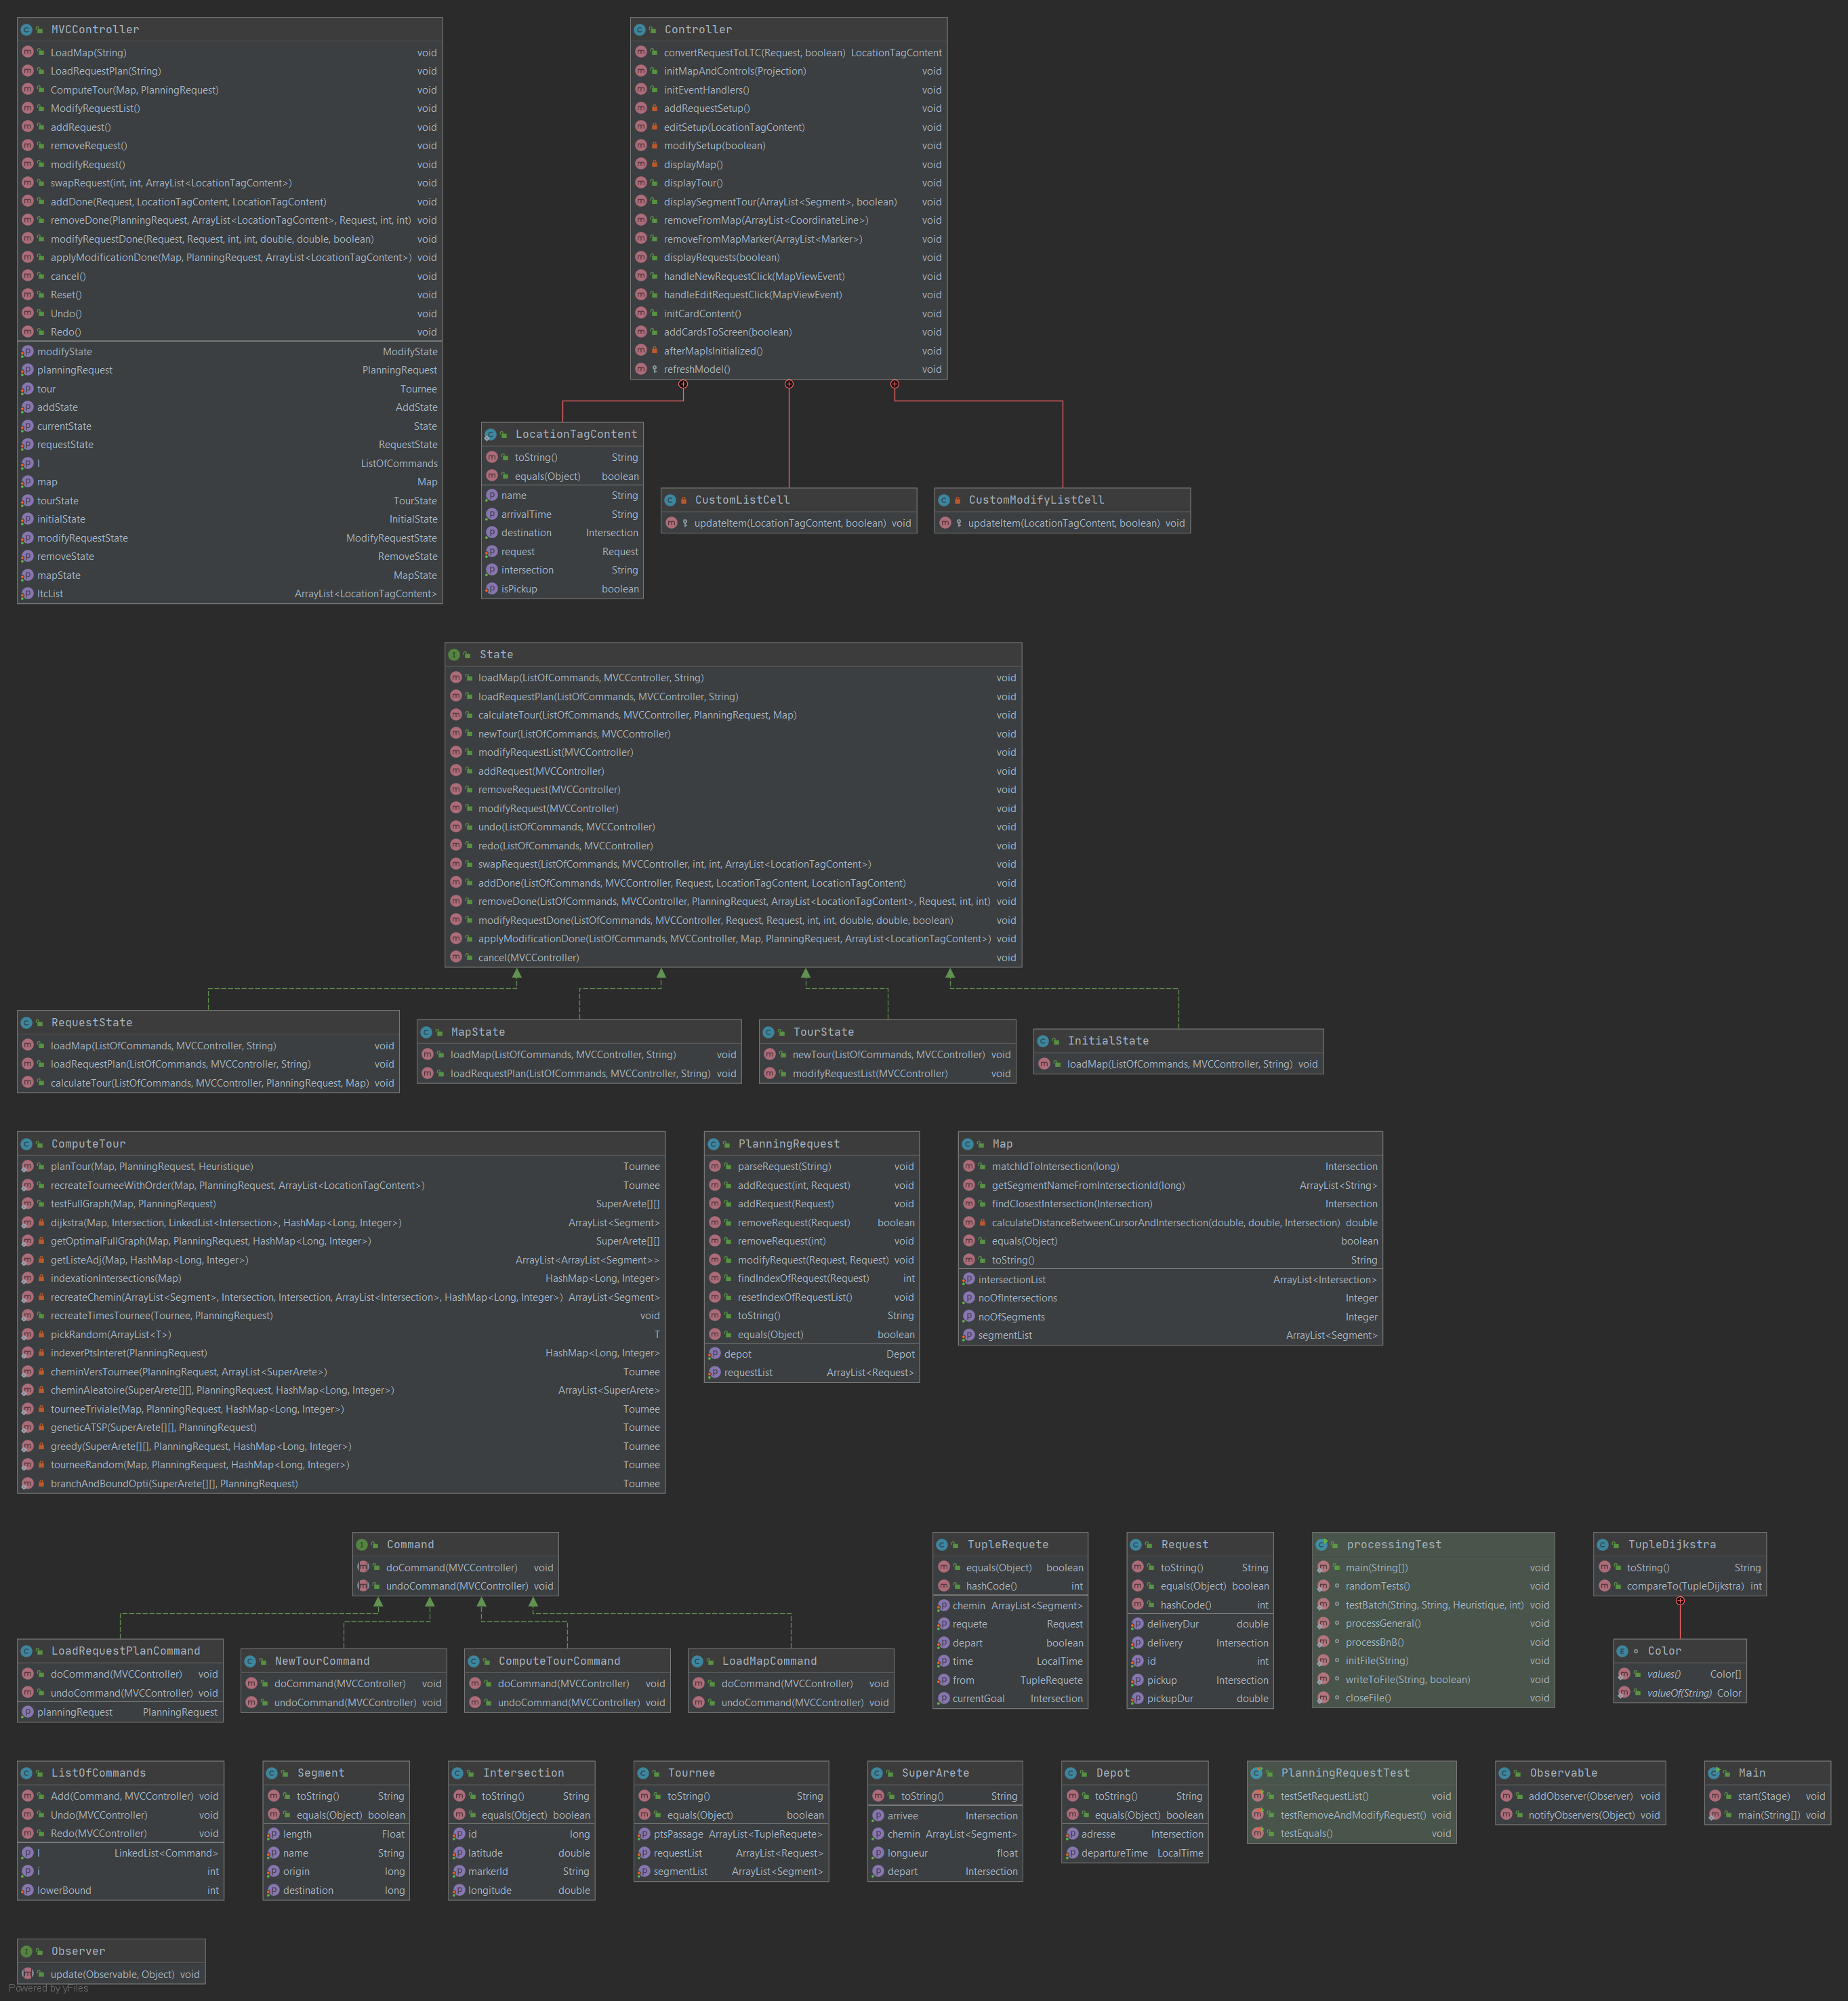 MVCController
LoadMap(String) void
LoadRequestPlan(String) void
ComputeTour(Map, PlanningRequest) void
ModifyRequestList() void
addRequest() void
removeRequest() void
modifyRequest() void
swapRequest(int, int, ArrayList<LocationTagContent>) void
addDone(Request, LocationTagContent, LocationTagContent) void
removeDone(PlanningRequest, ArrayList<LocationTagContent>, Request, int, int) void
modifyRequestDone(Request, Request, int, int, double, double, boolean) void
applyModificationDone(Map, PlanningRequest, ArrayList<LocationTagContent>) void
cancel() void
Reset() void
Undo() void
Redo() void
modifyState ModifyState
planningRequest PlanningRequest
tour Tournee
addState AddState
currentState State
requestState RequestState
l ListOfCommands
map Map
tourState TourState
initialState InitialState
modifyRequestState ModifyRequestState
removeState RemoveState
mapState MapState
ltcList ArrayList<LocationTagContent>
Controller
convertRequestToLTC(Request, boolean) LocationTagContent
initMapAndControls(Projection) void
initEventHandlers() void
addRequestSetup() void
editSetup(LocationTagContent) void
modifySetup(boolean) void
displayMap() void
displayTour() void
displaySegmentTour(ArrayList<Segment>, boolean) void
removeFromMap(ArrayList<CoordinateLine>) void
removeFromMapMarker(ArrayList<Marker>) void
displayRequests(boolean) void
handleNewRequestClick(MapViewEvent) void
handleEditRequestClick(MapViewEvent) void
initCardContent() void
addCardsToScreen(boolean) void
afterMapIsInitialized() void
refreshModel() void
LocationTagContent
toString() String
equals(Object) boolean
name String
arrivalTime String
destination Intersection
request Request
intersection String
isPickup boolean
CustomListCell
updateItem(LocationTagContent, boolean) void
CustomModifyListCell
updateItem(LocationTagContent, boolean) void
State
loadMap(ListOfCommands, MVCController, String) void
loadRequestPlan(ListOfCommands, MVCController, String) void
calculateTour(ListOfCommands, MVCController, PlanningRequest, Map) void
newTour(ListOfCommands, MVCController) void
modifyRequestList(MVCController) void
addRequest(MVCController) void
removeRequest(MVCController) void
modifyRequest(MVCController) void
undo(ListOfCommands, MVCController) void
redo(ListOfCommands, MVCController) void
swapRequest(ListOfCommands, MVCController, int, int, ArrayList<LocationTagContent>) void
addDone(ListOfCommands, MVCController, Request, LocationTagContent, LocationTagContent) void
removeDone(ListOfCommands, MVCController, PlanningRequest, ArrayList<LocationTagContent>, Request, int, int) void
modifyRequestDone(ListOfCommands, MVCController, Request, Request, int, int, double, double, boolean) void
applyModificationDone(ListOfCommands, MVCController, Map, PlanningRequest, ArrayList<LocationTagContent>) void
cancel(MVCController) void
RequestState
loadMap(ListOfCommands, MVCController, String) void
loadRequestPlan(ListOfCommands, MVCController, String) void
calculateTour(ListOfCommands, MVCController, PlanningRequest, Map) void
MapState
loadMap(ListOfCommands, MVCController, String) void
loadRequestPlan(ListOfCommands, MVCController, String) void
TourState
newTour(ListOfCommands, MVCController) void
modifyRequestList(MVCController) void
InitialState
loadMap(ListOfCommands, MVCController, String) void
ComputeTour
planTour(Map, PlanningRequest, Heuristique) Tournee
recreateTourneeWithOrder(Map, PlanningRequest, ArrayList<LocationTagContent>) Tournee
testFullGraph(Map, PlanningRequest) SuperArete[][]
dijkstra(Map, Intersection, LinkedList<Intersection>, HashMap<Long, Integer>) ArrayList<Segment>
getOptimalFullGraph(Map, PlanningRequest, HashMap<Long, Integer>) SuperArete[][]
getListeAdj(Map, HashMap<Long, Integer>) ArrayList<ArrayList<Segment>>
indexationIntersections(Map) HashMap<Long, Integer>
recreateChemin(ArrayList<Segment>, Intersection, Intersection, ArrayList<Intersection>, HashMap<Long, Integer>) ArrayList<Segment>
recreateTimesTournee(Tournee, PlanningRequest) void
pickRandom(ArrayList<T>) T
indexerPtsInteret(PlanningRequest) HashMap<Long, Integer>
cheminVersTournee(PlanningRequest, ArrayList<SuperArete>) Tournee
cheminAleatoire(SuperArete[][], PlanningRequest, HashMap<Long, Integer>) ArrayList<SuperArete>
tourneeTriviale(Map, PlanningRequest, HashMap<Long, Integer>) Tournee
geneticATSP(SuperArete[][], PlanningRequest) Tournee
greedy(SuperArete[][], PlanningRequest, HashMap<Long, Integer>) Tournee
tourneeRandom(Map, PlanningRequest, HashMap<Long, Integer>) Tournee
branchAndBoundOpti(SuperArete[][], PlanningRequest) Tournee
PlanningRequest
parseRequest(String) void
addRequest(int, Request) void
addRequest(Request) void
removeRequest(Request) boolean
removeRequest(int) void
modifyRequest(Request, Request) void
findIndexOfRequest(Request) int
resetIndexOfRequestList() void
toString() String
equals(Object) boolean
depot Depot
requestList ArrayList<Request>
Map
matchIdToIntersection(long) Intersection
getSegmentNameFromIntersectionId(long) ArrayList<String>
findClosestIntersection(Intersection) Intersection
calculateDistanceBetweenCursorAndIntersection(double, double, Intersection) double
equals(Object) boolean
toString() String
intersectionList ArrayList<Intersection>
noOfIntersections Integer
noOfSegments Integer
segmentList ArrayList<Segment>
Command
doCommand(MVCController) void
undoCommand(MVCController) void
LoadRequestPlanCommand
doCommand(MVCController) void
undoCommand(MVCController) void
planningRequest PlanningRequest
NewTourCommand
doCommand(MVCController) void
undoCommand(MVCController) void
ComputeTourCommand
doCommand(MVCController) void
undoCommand(MVCController) void
LoadMapCommand
doCommand(MVCController) void
undoCommand(MVCController) void
TupleRequete
equals(Object) boolean
hashCode() int
chemin ArrayList<Segment>
requete Request
depart boolean
time LocalTime
from TupleRequete
currentGoal Intersection
Request
toString() String
equals(Object) boolean
hashCode() int
deliveryDur double
delivery Intersection
id int
pickup Intersection
pickupDur double
processingTest
main(String[]) void
randomTests() void
testBatch(String, String, Heuristique, int) void
processGeneral() void
processBnB() void
initFile(String) void
writeToFile(String, boolean) void
closeFile() void
TupleDijkstra
toString() String
compareTo(TupleDijkstra) int
Color
values() Color[]
valueOf(String) Color
ListOfCommands
Add(Command, MVCController) void
Undo(MVCController) void
Redo(MVCController) void
l LinkedList<Command>
i int
lowerBound int
Segment
toString() String
equals(Object) boolean
length Float
name String
origin long
destination long
Intersection
toString() String
equals(Object) boolean
id long
latitude double
markerId String
longitude double
Tournee
toString() String
equals(Object) boolean
ptsPassage ArrayList<TupleRequete>
requestList ArrayList<Request>
segmentList ArrayList<Segment>
SuperArete
toString() String
arrivee Intersection
chemin ArrayList<Segment>
longueur float
depart Intersection
Depot
toString() String
equals(Object) boolean
adresse Intersection
departureTime LocalTime
PlanningRequestTest
testSetRequestList() void
testRemoveAndModifyRequest() void
testEquals() void
Observable
addObserver(Observer) void
notifyObservers(Object) void
Main
start(Stage) void
main(String[]) void
Observer
update(Observable, Object) void
Powered by yFiles